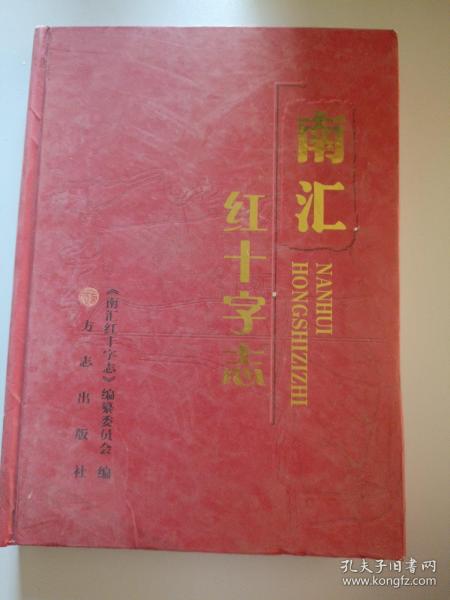 南汇
红十字志
NANHUI
HONGSHIZIZHI
《南汇红十字志》编纂委员会 编
方志出版社
孔夫子旧书网
www.kongfz.com